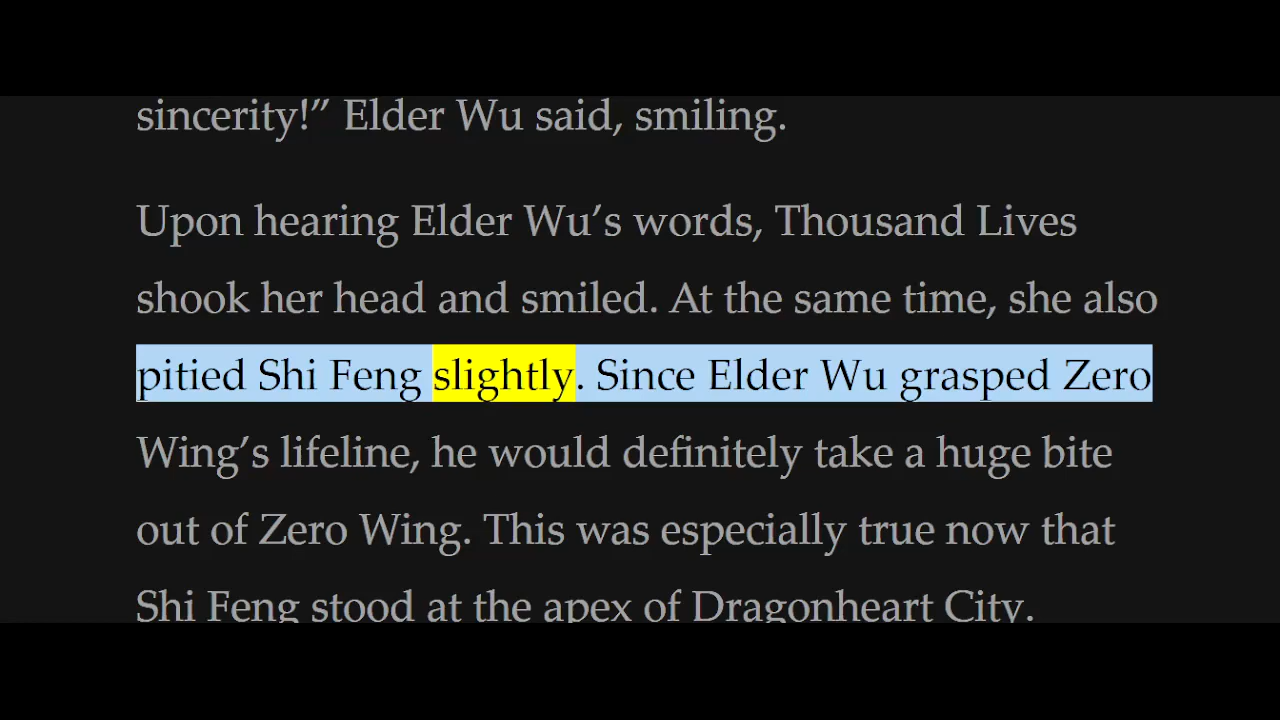 sincerity!” Elder Wu said, smiling.
Upon hearing Elder Wu’s words, Thousand Lives
shook her head and smiled. At the same time, she also
pitied Shi Feng slightly. Since Elder Wu grasped Zero
Wing’s lifeline, he would definitely take a huge bite
out of Zero Wing. This was especially true now that
Shi Feng stood at the apex of Dragonheart City.